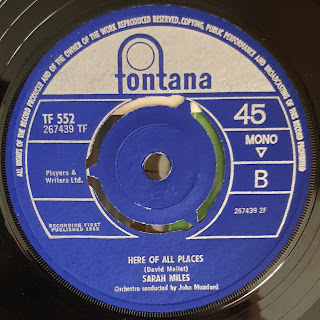 ALL RIGHTS OF THE RECORD PRODUCER AND OF THE OWNER OF THE WORK REPRODUCED RESERVED, COPYING, PUBLIC PERFORMANCE AND BROADCASTING OF THIS RECORD PROHIBITED
fontana
TF 552
267439 TF
45
MONO
Players &
Writers Ltd.
B
267439 2F
RECORDING FIRST
PUBLISHED 1965
HERE OF ALL PLACES
(David Mallet)
SARAH MILES
Orchestra conducted by John Mumford